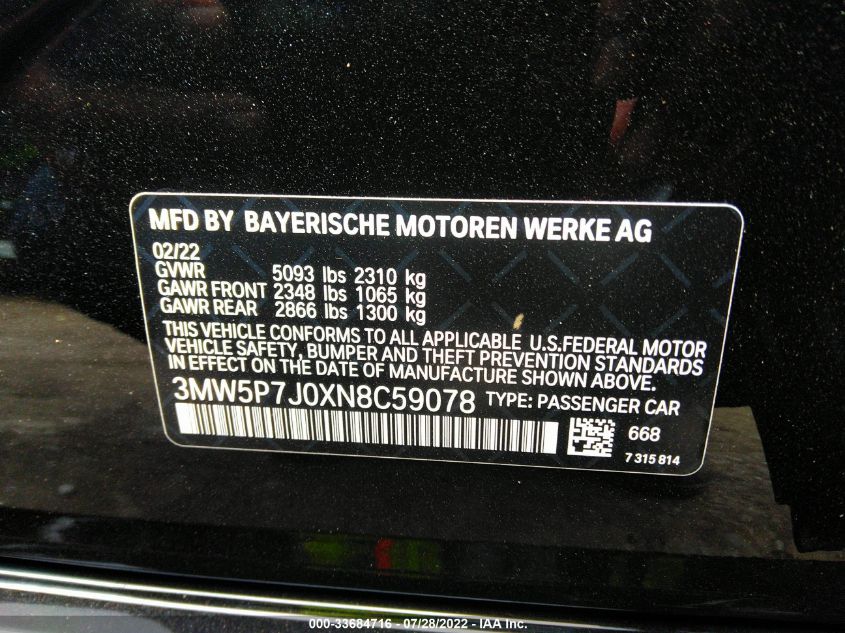 MFD BY BAYERISCHE MOTOREN WERKE AG
02/22
GVWR 5093 lbs 2310 kg
GAWR FRONT 2348 lbs 1065 kg
GAWR REAR 2866 lbs 1300 kg
THIS VEHICLE CONFORMS TO ALL APPLICABLE U.S.FEDERAL MOTOR
VEHICLE SAFETY, BUMPER AND THEFT PREVENTION STANDARDS
IN EFFECT ON THE DATE OF MANUFACTURE SHOWN ABOVE.
3MW5P7J0XN8C59078 TYPE: PASSENGER CAR
668
7 315 814
000-33684716 - 07/28/2022 - IAA Inc.